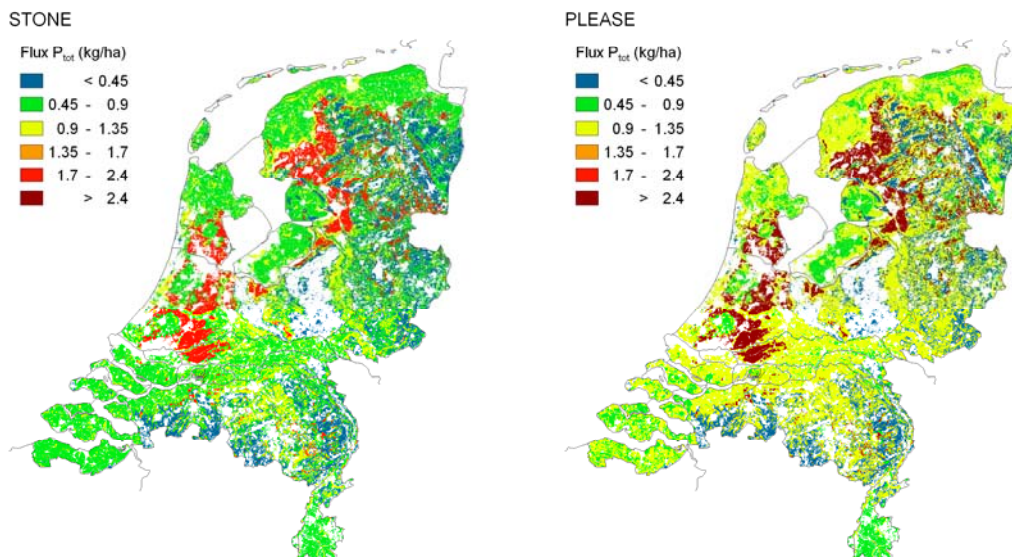 STONE
Flux Ptot (kg/ha)
< 0.45
0.45 - 0.9
0.9 - 1.35
1.35 - 1.7
1.7 - 2.4
> 2.4
PLEASE
Flux Ptot (kg/ha)
< 0.45
0.45 - 0.9
0.9 - 1.35
1.35 - 1.7
1.7 - 2.4
> 2.4